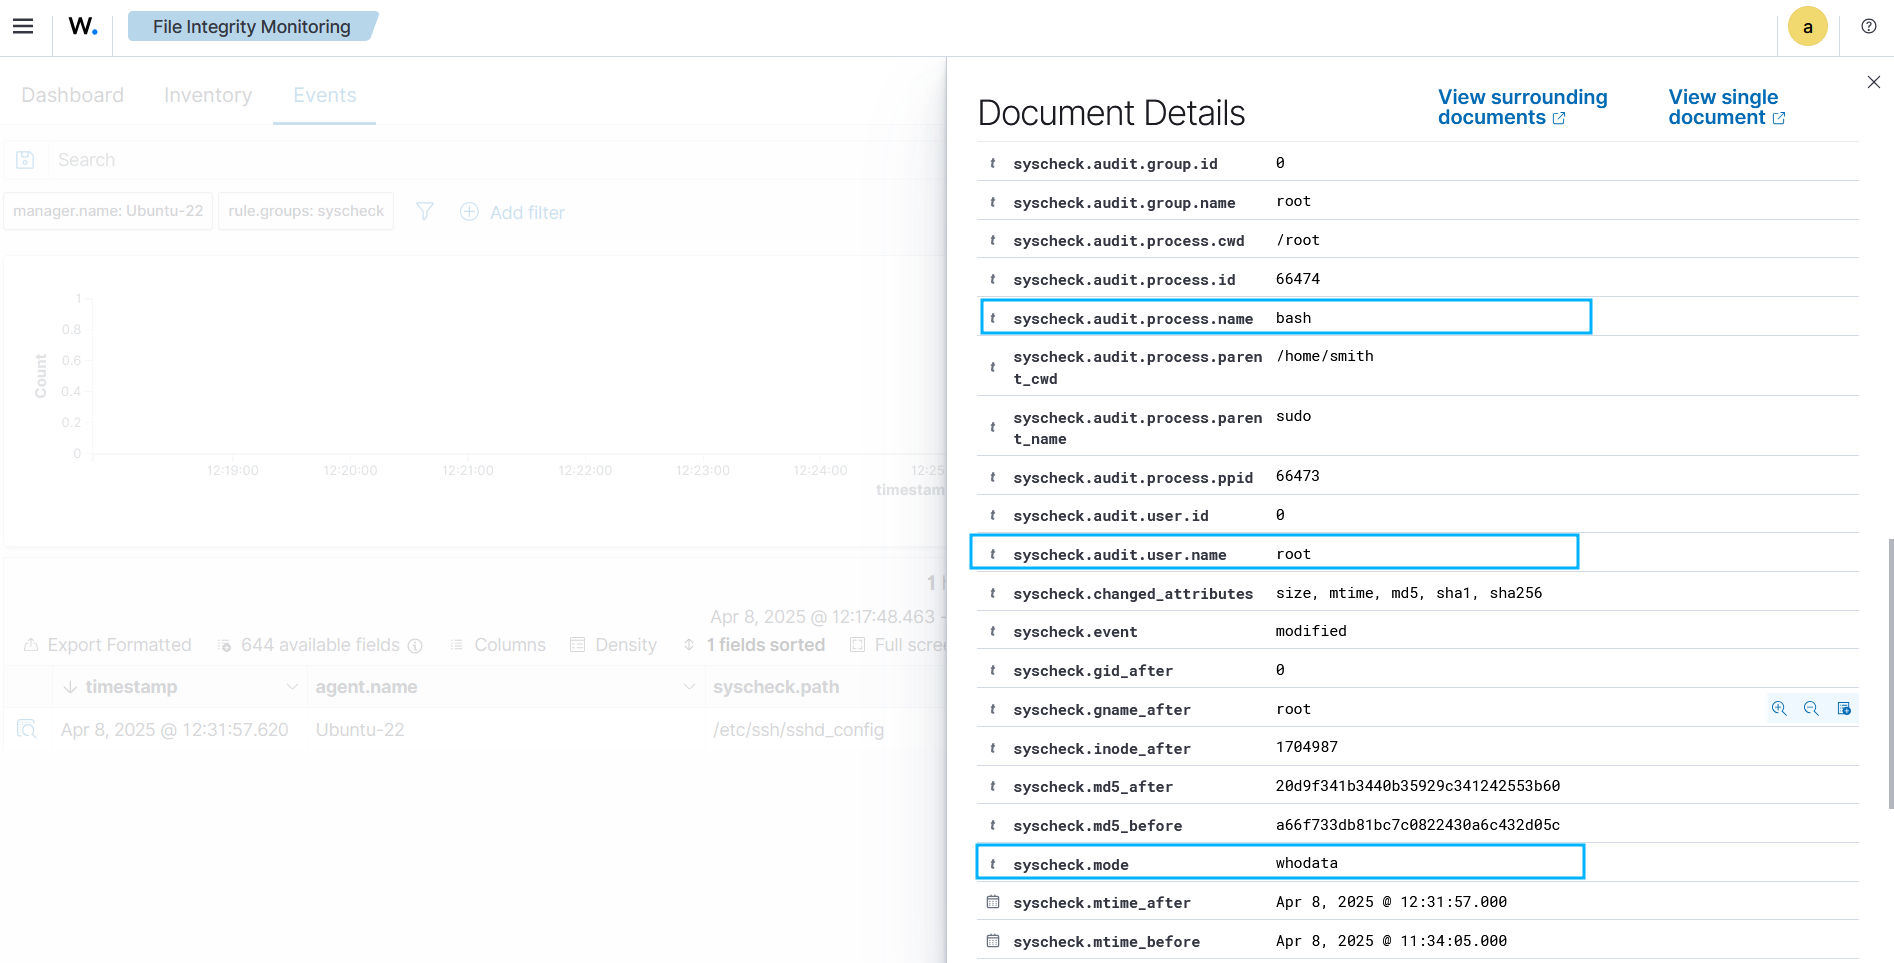 W.
File Integrity Monitoring
a
Dashboard
Inventory
Events
Search
manager.name: Ubuntu-22
rule.groups: syscheck
Add filter
1
0.8
0.6
0.4
0.2
0
Count
12:19:00
12:20:00
12:21:00
12:22:00
12:23:00
12:24:00
12:25
timestam
1 h
Apr 8, 2025 @ 12:17:48.463 -
Export Formatted
644 available fields
Columns
Density
1 fields sorted
Full scree
timestamp
agent.name
syscheck.path
Apr 8, 2025 @ 12:31:57.620
Ubuntu-22
/etc/ssh/sshd_config
Document Details
View surrounding
documents
View single
document
t syscheck.audit.group.id 0
t syscheck.audit.group.name root
t syscheck.audit.process.cwd /root
t syscheck.audit.process.id 66474
t syscheck.audit.process.name bash
t syscheck.audit.process.paren /home/smith
t_cwd
t syscheck.audit.process.paren sudo
t_name
t syscheck.audit.process.ppid 66473
t syscheck.audit.user.id 0
t syscheck.audit.user.name root
t syscheck.changed_attributes size, mtime, md5, sha1, sha256
t syscheck.event modified
t syscheck.gid_after 0
t syscheck.gname_after root
t syscheck.inode_after 1704987
t syscheck.md5_after 20d9f341b3440b35929c341242553b60
t syscheck.md5_before a66f733db81bc7c0822430a6c432d05c
t syscheck.mode whodata
syscheck.mtime_after Apr 8, 2025 @ 12:31:57.000
syscheck.mtime_before Apr 8, 2025 @ 11:34:05.000